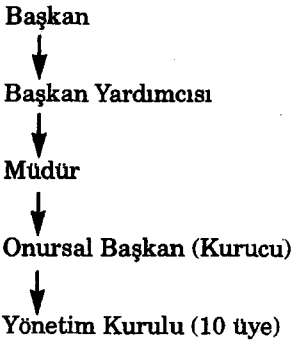 Başkan
Başkan Yardımcısı
Müdür
Onursal Başkan (Kurucu)
Yönetim Kurulu (10 üye)